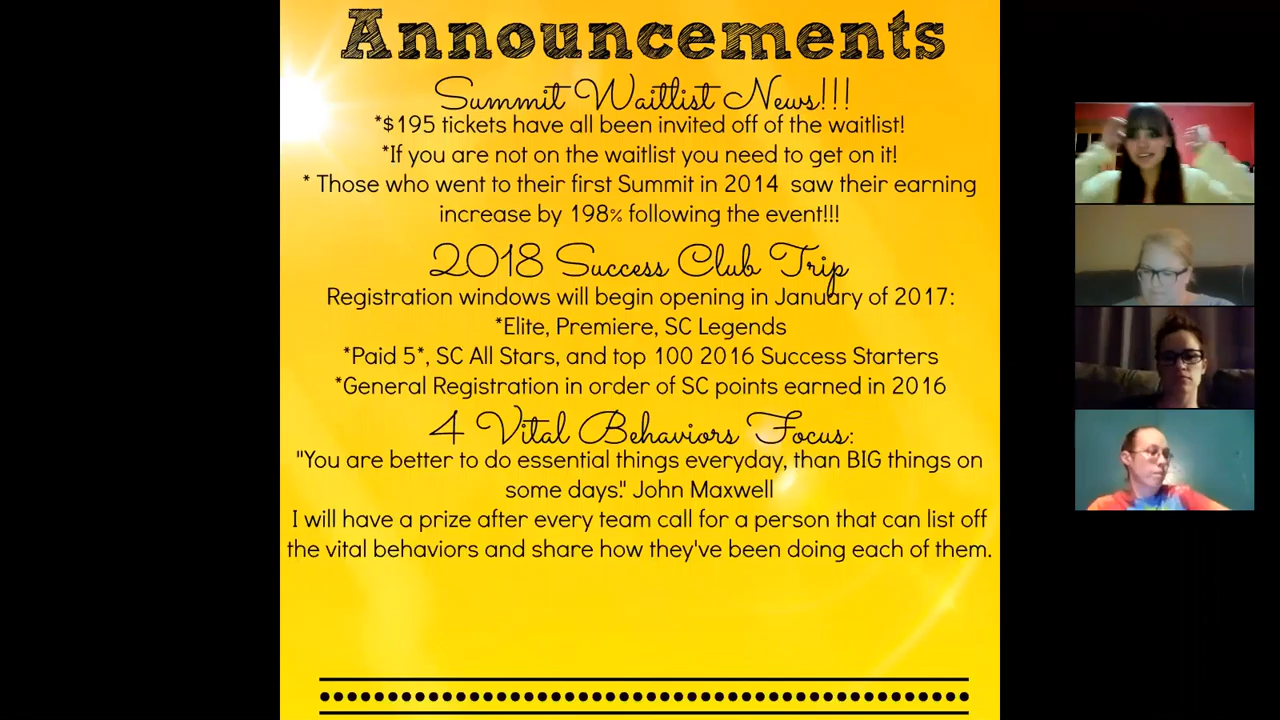 Announcements
Summit Waitlist News!!!
*$195 tickets have all been invited off of the waitlist!
*If you are not on the waitlist you need to get on it!
* Those who went to their first Summit in 2014 saw their earning
increase by 198% following the event!!!
2018 Success Club Trip
Registration windows will begin opening in January of 2017:
*Elite, Premiere, SC Legends
*Paid 5*, SC All Stars, and top 100 2016 Success Starters
*General Registration in order of SC points earned in 2016
4 Vital Behaviors Focus:
"You are better to do essential things everyday, than BIG things on
some days." John Maxwell
I will have a prize after every team call for a person that can list off
the vital behaviors and share how they've been doing each of them.